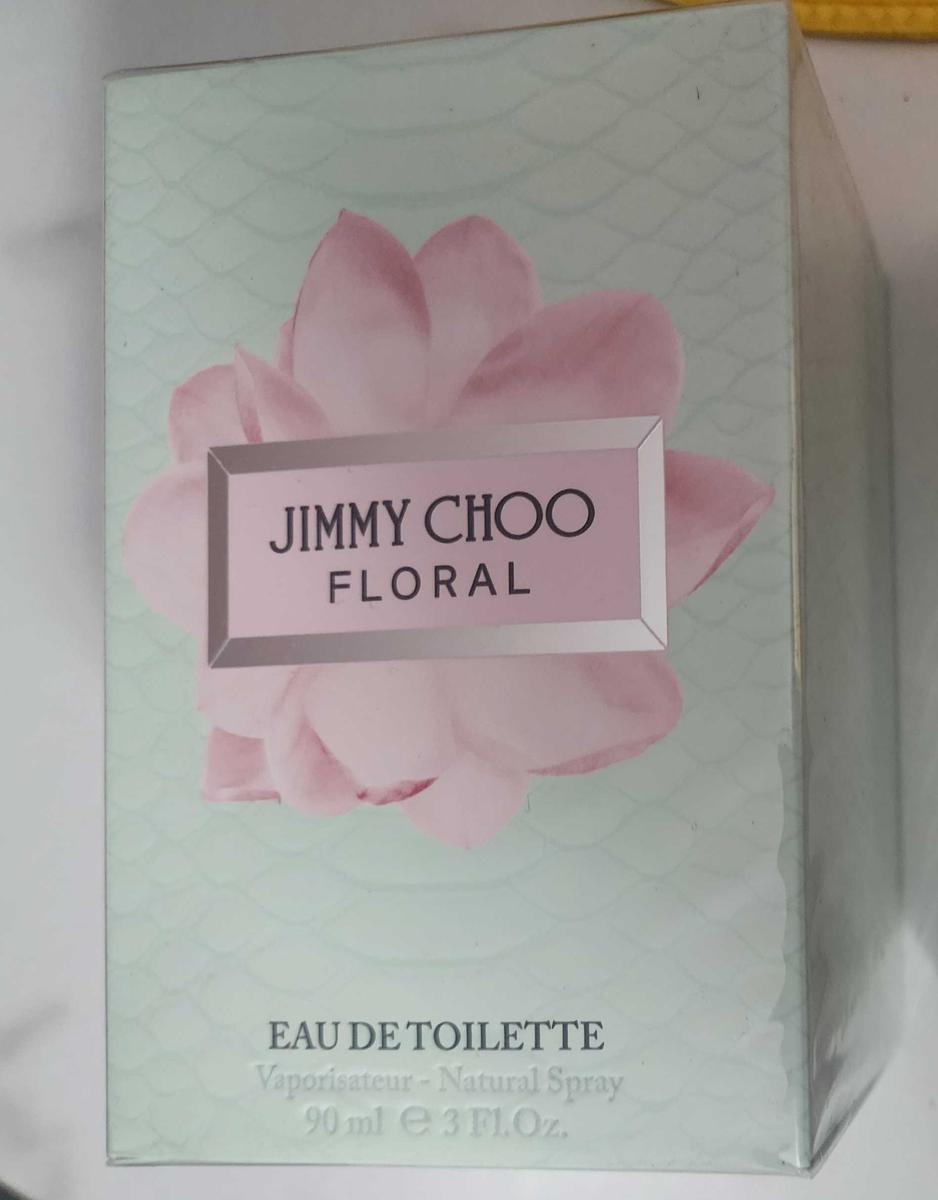 JIMMY CHOO
FLORAL
EAU DE TOILETTE
Vaporisateur - Natural Spray
90 ml ℮ 3 Fl.Oz.